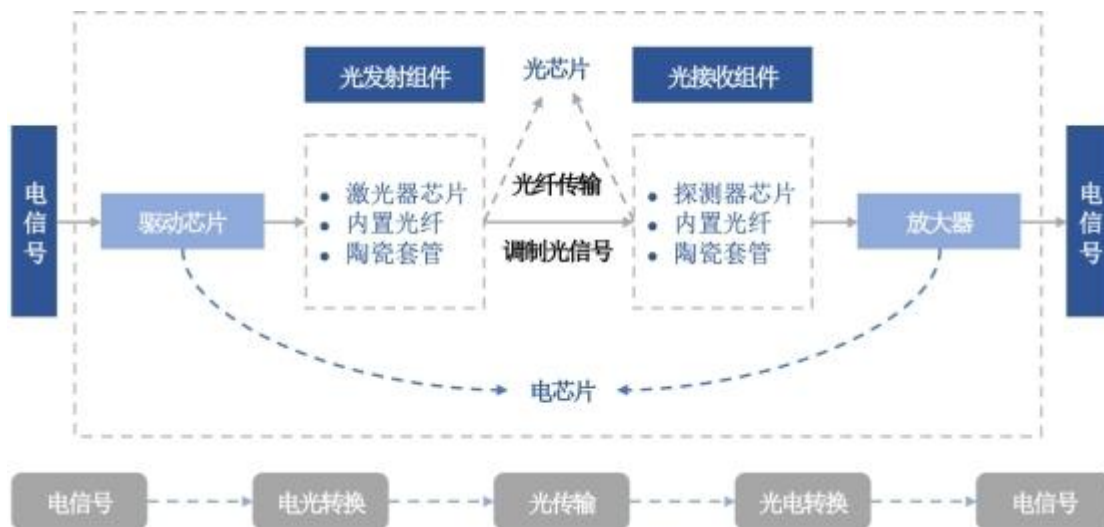 光发射组件
光芯片
光接收组件
电信号
驱动芯片
• 激光器芯片
• 内置光纤
• 陶瓷套管
光纤传输
调制光信号
• 探测器芯片
• 内置光纤
• 陶瓷套管
放大器
电信号
电芯片
电信号
电光转换
光传输
光电转换
电信号